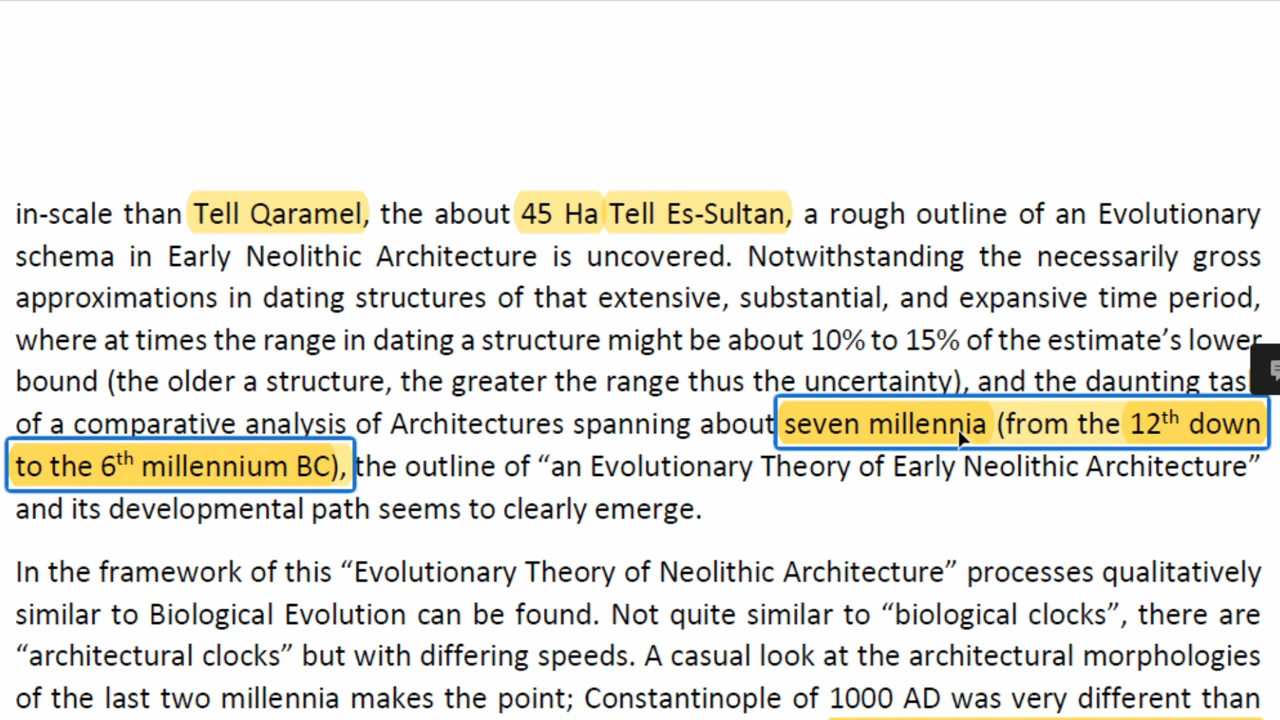 in-scale than Tell Qaramel, the about 45 Ha Tell Es-Sultan, a rough outline of an Evolutionary
schema in Early Neolithic Architecture is uncovered. Notwithstanding the necessarily gross
approximations in dating structures of that extensive, substantial, and expansive time period,
where at times the range in dating a structure might be about 10% to 15% of the estimate’s lower
bound (the older a structure, the greater the range thus the uncertainty), and the daunting task
of a comparative analysis of Architectures spanning about seven millennia (from the 12th down
to the 6th millennium BC), the outline of “an Evolutionary Theory of Early Neolithic Architecture”
and its developmental path seems to clearly emerge.
In the framework of this “Evolutionary Theory of Neolithic Architecture” processes qualitatively
similar to Biological Evolution can be found. Not quite similar to “biological clocks”, there are
“architectural clocks” but with differing speeds. A casual look at the architectural morphologies
of the last two millennia makes the point; Constantinople of 1000 AD was very different than